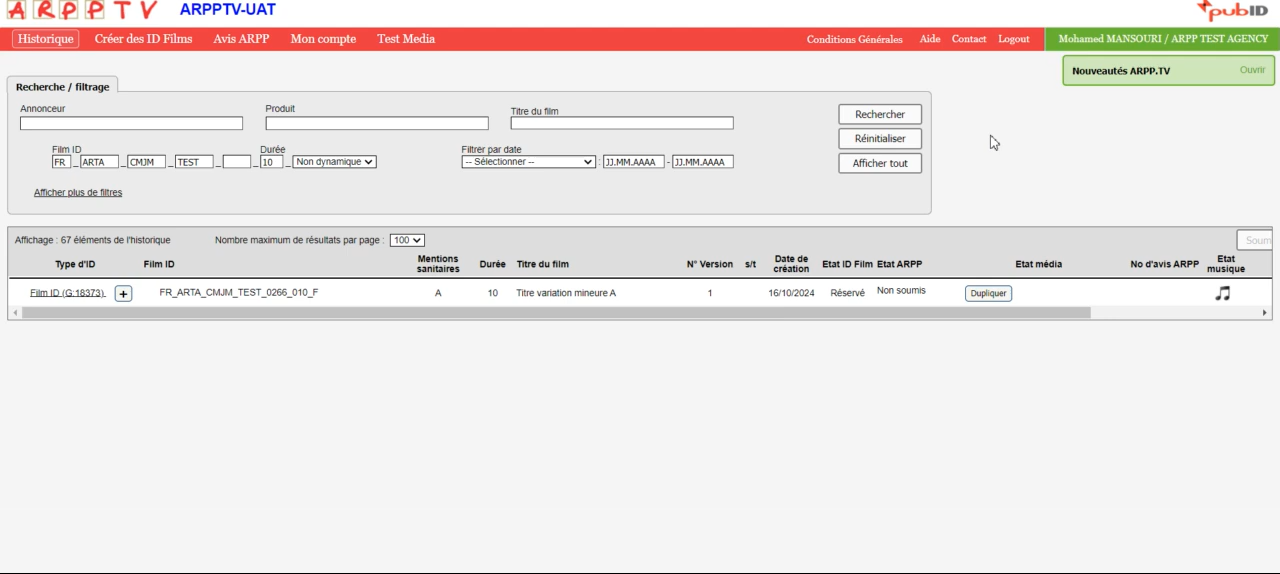 ARPP TV ARPPTV-UAT pubID
Historique Créer des ID Films Avis ARPP Mon compte Test Media Conditions Générales Aide Contact Logout Mohamed MANSOURI / ARPP TEST AGENCY
Nouveautés ARPP.TV Ouvrir
Recherche / filtrage
Annonceur Produit Titre du film Rechercher
Réinitialiser
Film ID Durée Filtrer par date
FR _ ARTA _ CMJM _ TEST _ _ 10 _ Non dynamique -- Sélectionner -- : JJ.MM.AAAA - JJ.MM.AAAA Afficher tout
Afficher plus de filtres
Affichage : 67 éléments de l'historique Nombre maximum de résultats par page : 100 Soum
Type d'ID Film ID Mentions sanitaires Durée Titre du film N° Version s/t Date de création Etat ID Film Etat ARPP Etat média No d'avis ARPP Etat musique
Film ID (G:18373) + FR_ARTA_CMJM_TEST_0266_010_F A 10 Titre variation mineure A 1 16/10/2024 Réservé Non soumis Dupliquer